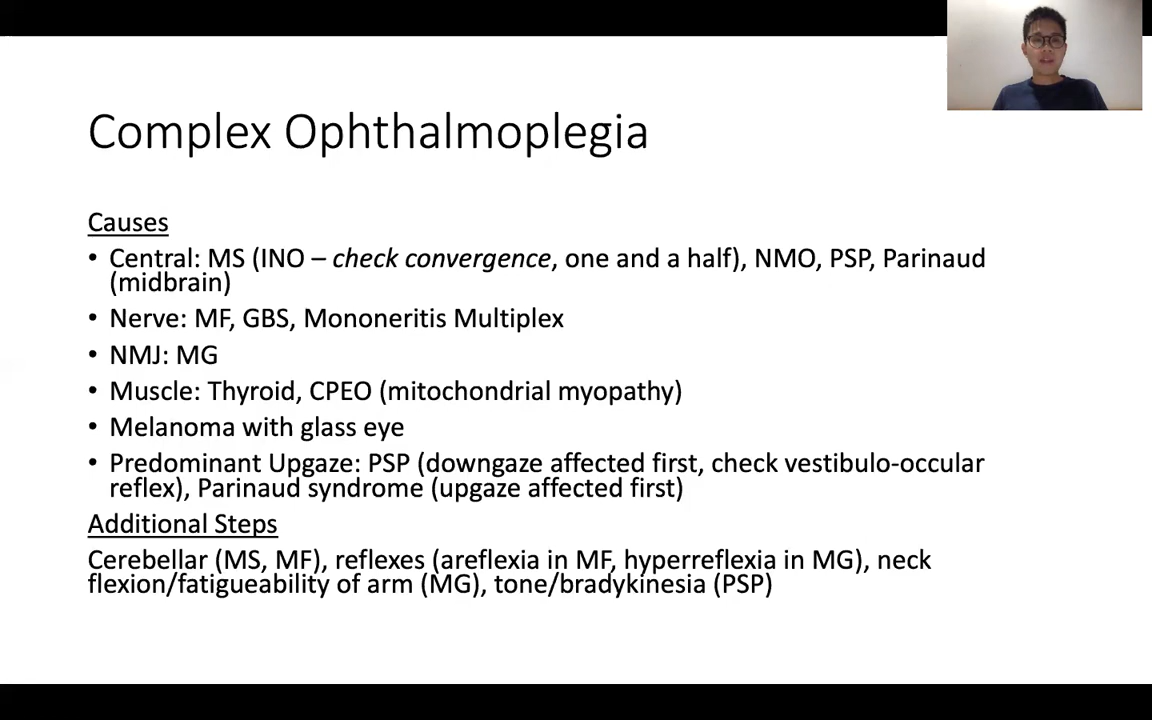 Complex Ophthalmoplegia
Causes
• Central: MS (INO – check convergence, one and a half), NMO, PSP, Parinaud
(midbrain)
• Nerve: MF, GBS, Mononeritis Multiplex
• NMJ: MG
• Muscle: Thyroid, CPEO (mitochondrial myopathy)
• Melanoma with glass eye
• Predominant Upgaze: PSP (downgaze affected first, check vestibulo-occular
reflex), Parinaud syndrome (upgaze affected first)
Additional Steps
Cerebellar (MS, MF), reflexes (areflexia in MF, hyperreflexia in MG), neck
flexion/fatigueability of arm (MG), tone/bradykinesia (PSP)